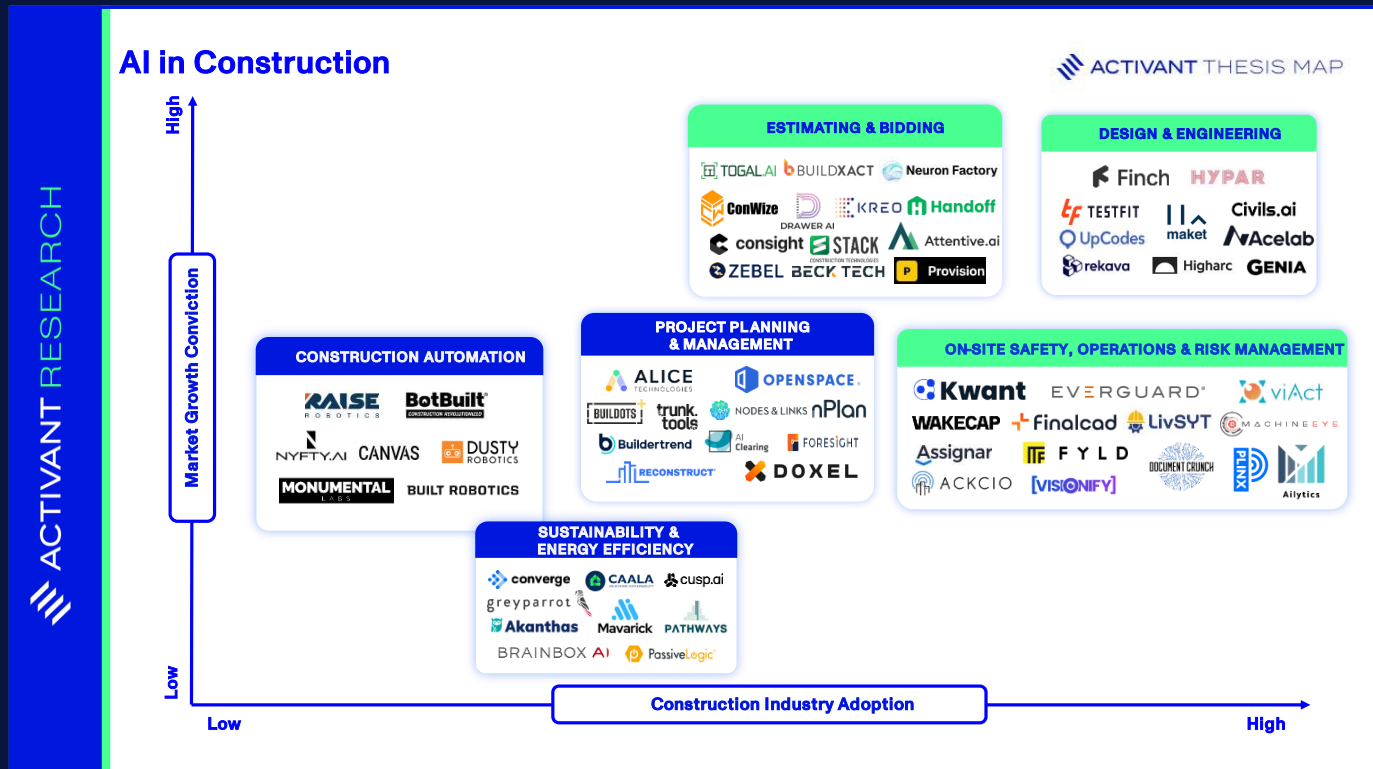 AI in Construction
ACTIVANT THESIS MAP
ACTIVANT RESEARCH
High
Market Growth Conviction
Low
Low
Construction Industry Adoption
High
ESTIMATING & BIDDING
TOGAL.AI BUILDXACT Neuron Factory
ConWize DRAWER AI KREO Handoff
consight STACK CONSTRUCTION TECHNOLOGIES Attentive.ai
ZEBEL BECK TECH P Provision
DESIGN & ENGINEERING
Finch HYPAR
TESTFIT maket Civils.ai
UpCodes Acelab
rekava Higharc GENIA
CONSTRUCTION AUTOMATION
RAISE ROBOTICS BotBuilt CONSTRUCTION REVOLUTIONIZED
NYFTY.AI CANVAS DUSTY ROBOTICS
MONUMENTAL LABS BUILT ROBOTICS
PROJECT PLANNING
& MANAGEMENT
ALICE TECHNOLOGIES OPENSPACE
BUILDOTS trunk tools NODES & LINKS nPlan
Buildertrend AI Clearing FORESIGHT
RECONSTRUCT DOXEL
ON-SITE SAFETY, OPERATIONS & RISK MANAGEMENT
Kwant EVERGUARD viAct
WAKECAP Finalcad LivSYT MACHINEEYE
Assignar FYLD DOCUMENT CRUNCH PLINX Ailytics
ACKCIO [VISIONIFY]
SUSTAINABILITY &
ENERGY EFFICIENCY
converge CAALA cusp.ai
greyparrot
Akanthas Mavarick PATHWAYS
BRAINBOX AI PassiveLogic